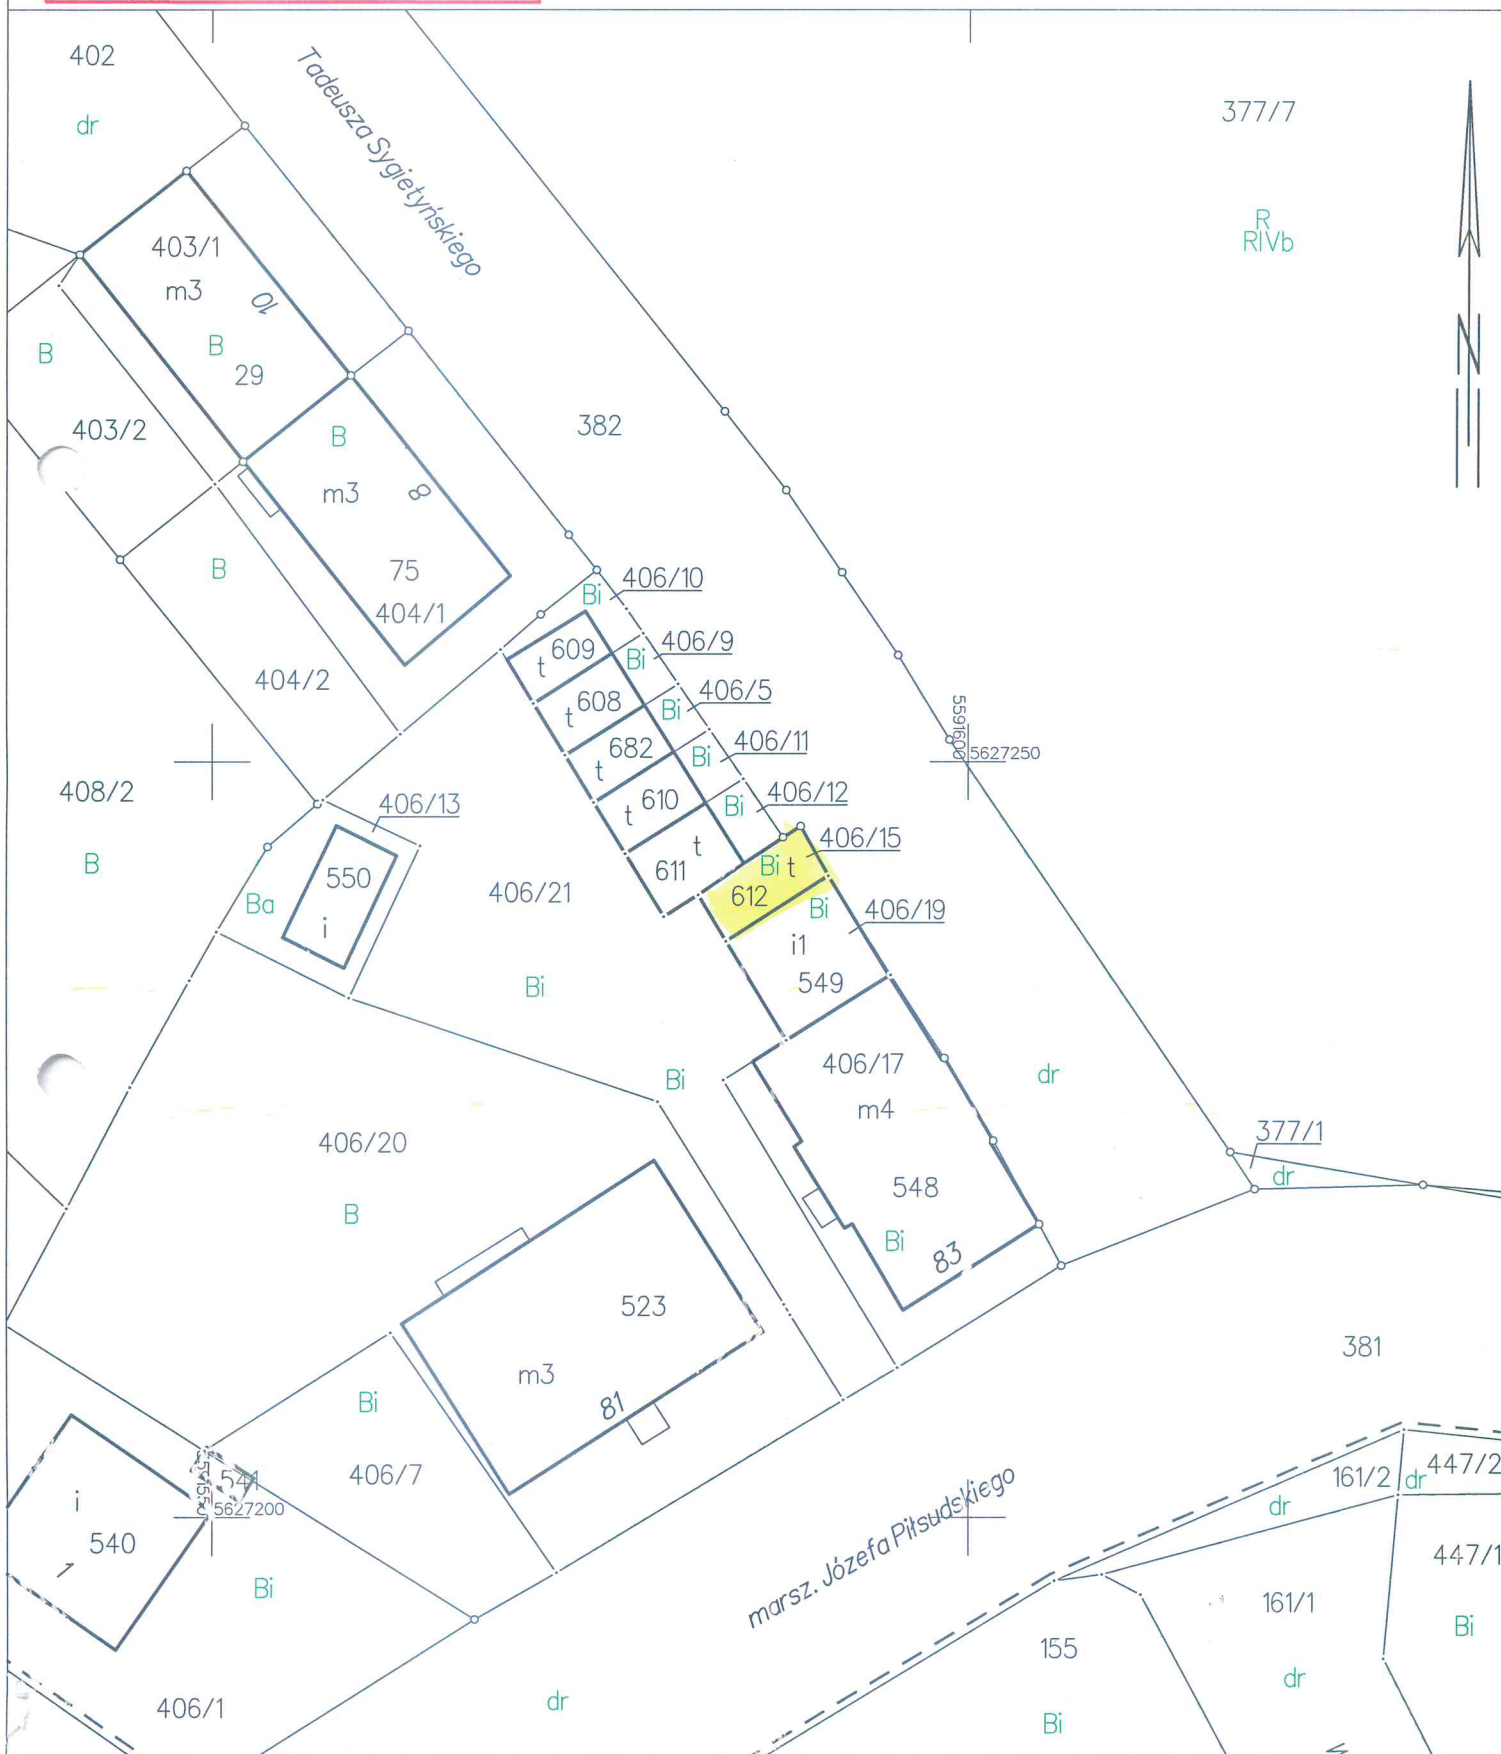 402
dr
Tadeusza Sygietyńskiego
377/7
R
RIVb
N
403/1
m3
10
B
29
B
403/2
382
B
m3
8
75
404/1
B
404/2
406/10
Bi
609
t
406/9
Bi
608
t
406/5
Bi
682
t
406/11
Bi
610
t
406/12
Bi
611
t
5591600
5627250
408/2
B
406/13
550
i
Ba
406/21
Bi
406/15
Bi t
612
Bi
406/19
i1
549
Bi
406/17
m4
548
Bi
83
dr
377/1
dr
406/20
B
523
m3
81
381
Bi
406/7
541
5627200
i
540
1
Bi
406/1
marsz. Józefa Piłsudskiego
dr
161/2
dr
447/2
dr
447/1
161/1
155
Bi
dr
Bi